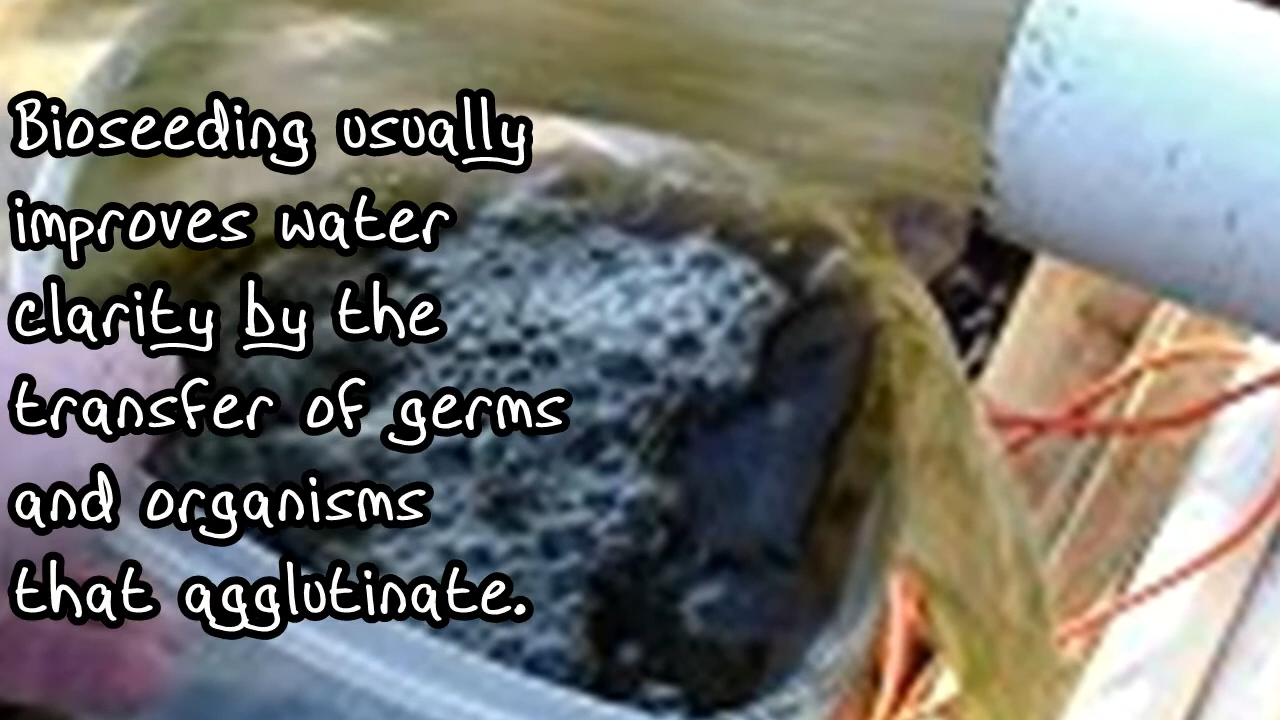 Bioseeding usually
improves water
clarity by the
transfer of germs
and organisms
that agglutinate.